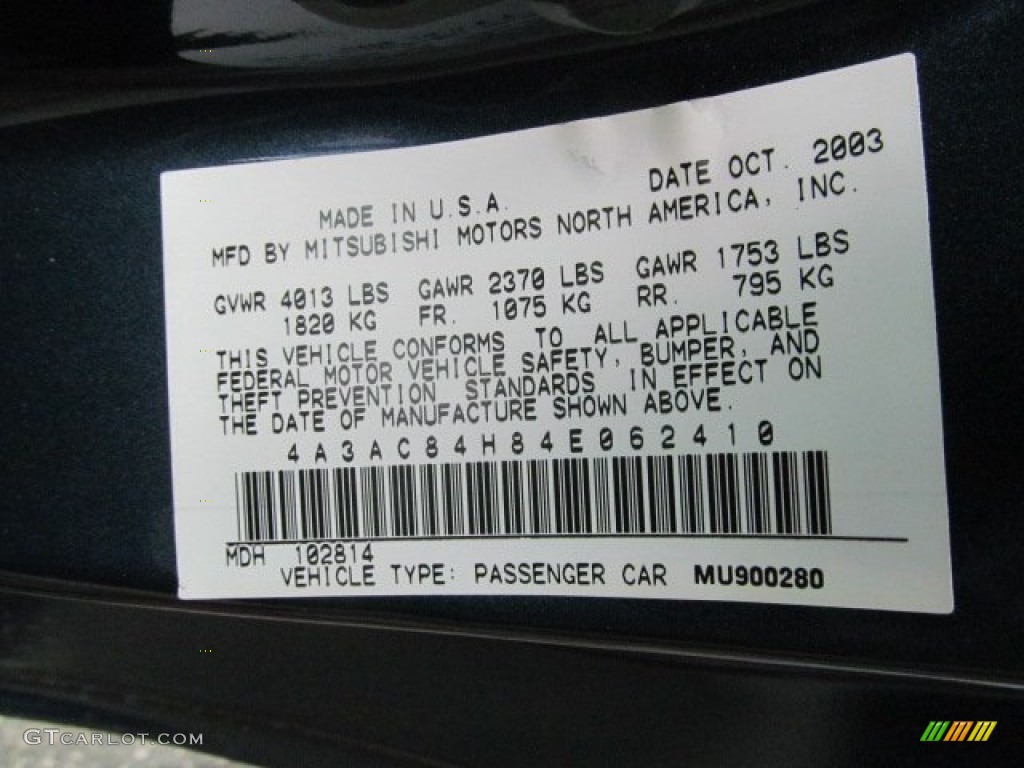 MADE IN U.S.A. DATE OCT. 2003
MFD BY MITSUBISHI MOTORS NORTH AMERICA, INC.
GVWR 4013 LBS GAWR 2370 LBS GAWR 1753 LBS
1820 KG FR. 1075 KG RR. 795 KG
THIS VEHICLE CONFORMS TO ALL APPLICABLE
FEDERAL MOTOR VEHICLE SAFETY, BUMPER, AND
THEFT PREVENTION STANDARDS IN EFFECT ON
THE DATE OF MANUFACTURE SHOWN ABOVE.
4A3AC84H84E062410
MDH 102814
VEHICLE TYPE: PASSENGER CAR MU900280
GTCARLOT.COM